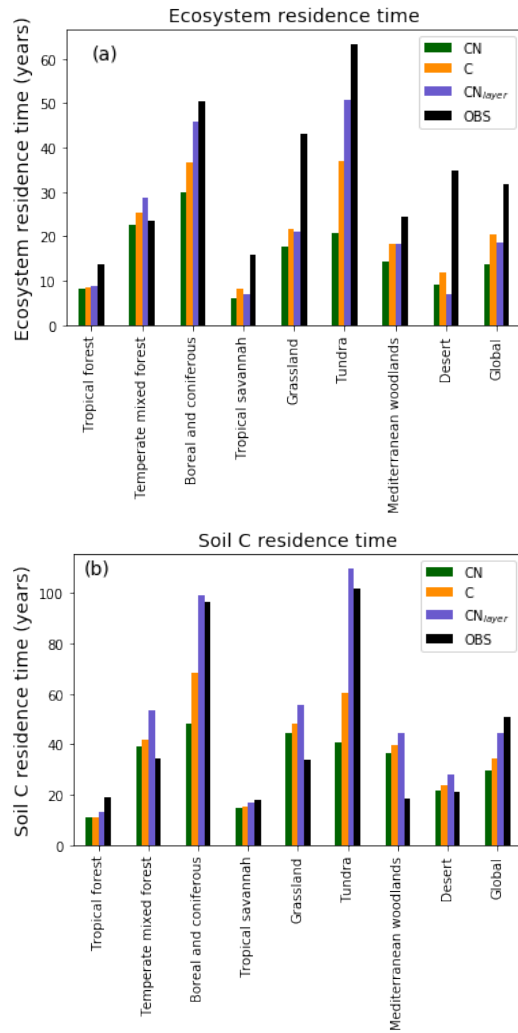 Ecosystem residence time
(a)
CN
C
CN_layer
OBS
Ecosystem residence time (years)
60
50
40
30
20
10
0
Tropical forest
Temperate mixed forest
Boreal and coniferous
Tropical savannah
Grassland
Tundra
Mediterranean woodlands
Desert
Global
Soil C residence time
(b)
CN
C
CN_layer
OBS
Soil C residence time (years)
100
80
60
40
20
0
Tropical forest
Temperate mixed forest
Boreal and coniferous
Tropical savannah
Grassland
Tundra
Mediterranean woodlands
Desert
Global